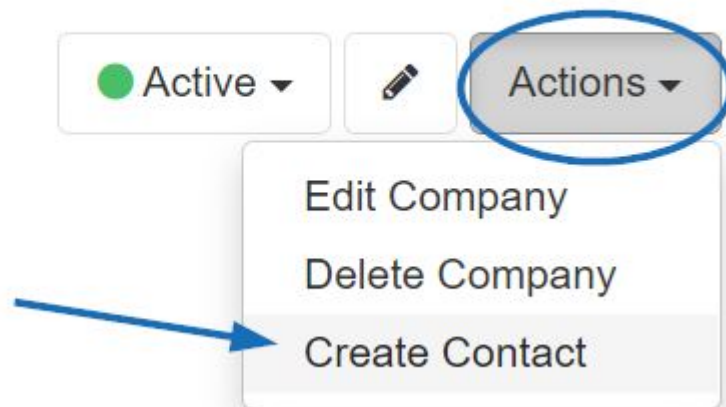 Active Actions
Edit Company
Delete Company
Create Contact